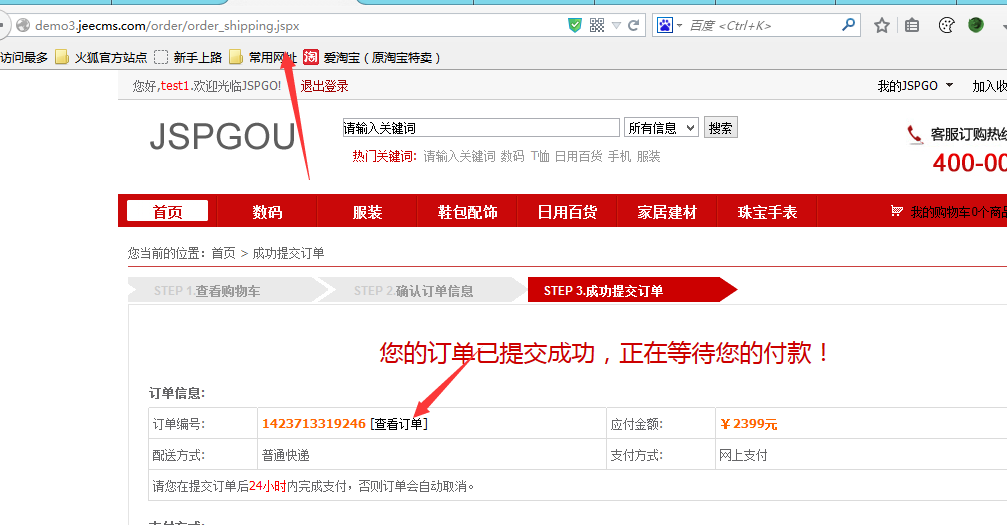 demo3.jeecms.com/order/order_shipping.jspx
百度 <Ctrl+K>
访问最多 火狐官方站点 新手上路 常用网址 爱淘宝（原淘宝特卖）
您好,test1.欢迎光临JSPGO! 退出登录 我的JSPGO 加入收
JSPGOU
请输入关键词 所有信息 搜索
热门关键词: 请输入关键词 数码 T恤 日用百货 手机 服装
客服订购热线
400-00
首页 数码 服装 鞋包配饰 日用百货 家居建材 珠宝手表 我的购物车0个商品
您当前的位置：首页 > 成功提交订单
STEP 1.查看购物车 STEP 2.确认订单信息 STEP 3.成功提交订单
您的订单已提交成功，正在等待您的付款！
订单信息:
订单编号: 1423713319246 [查看订单] 应付金额: ￥2399元
配送方式: 普通快递 支付方式: 网上支付
请您在提交订单后24小时内完成支付，否则订单会自动取消。